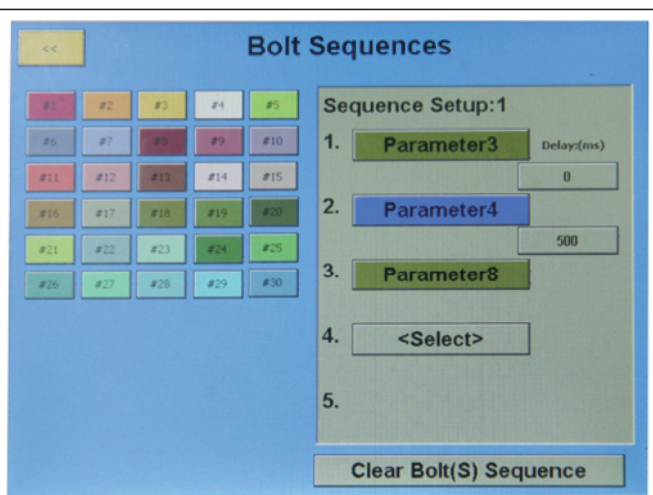 <<
Bolt Sequences
#1 #2 #3 #4 #5
#6 #7 #8 #9 #10
#11 #12 #13 #14 #15
#16 #17 #18 #19 #20
#21 #22 #23 #24 #25
#26 #27 #28 #29 #30
Sequence Setup:1
1. Parameter3
Delay:(ms)
0
2. Parameter4
500
3. Parameter8
4. <Select>
5.
Clear Bolt(S) Sequence